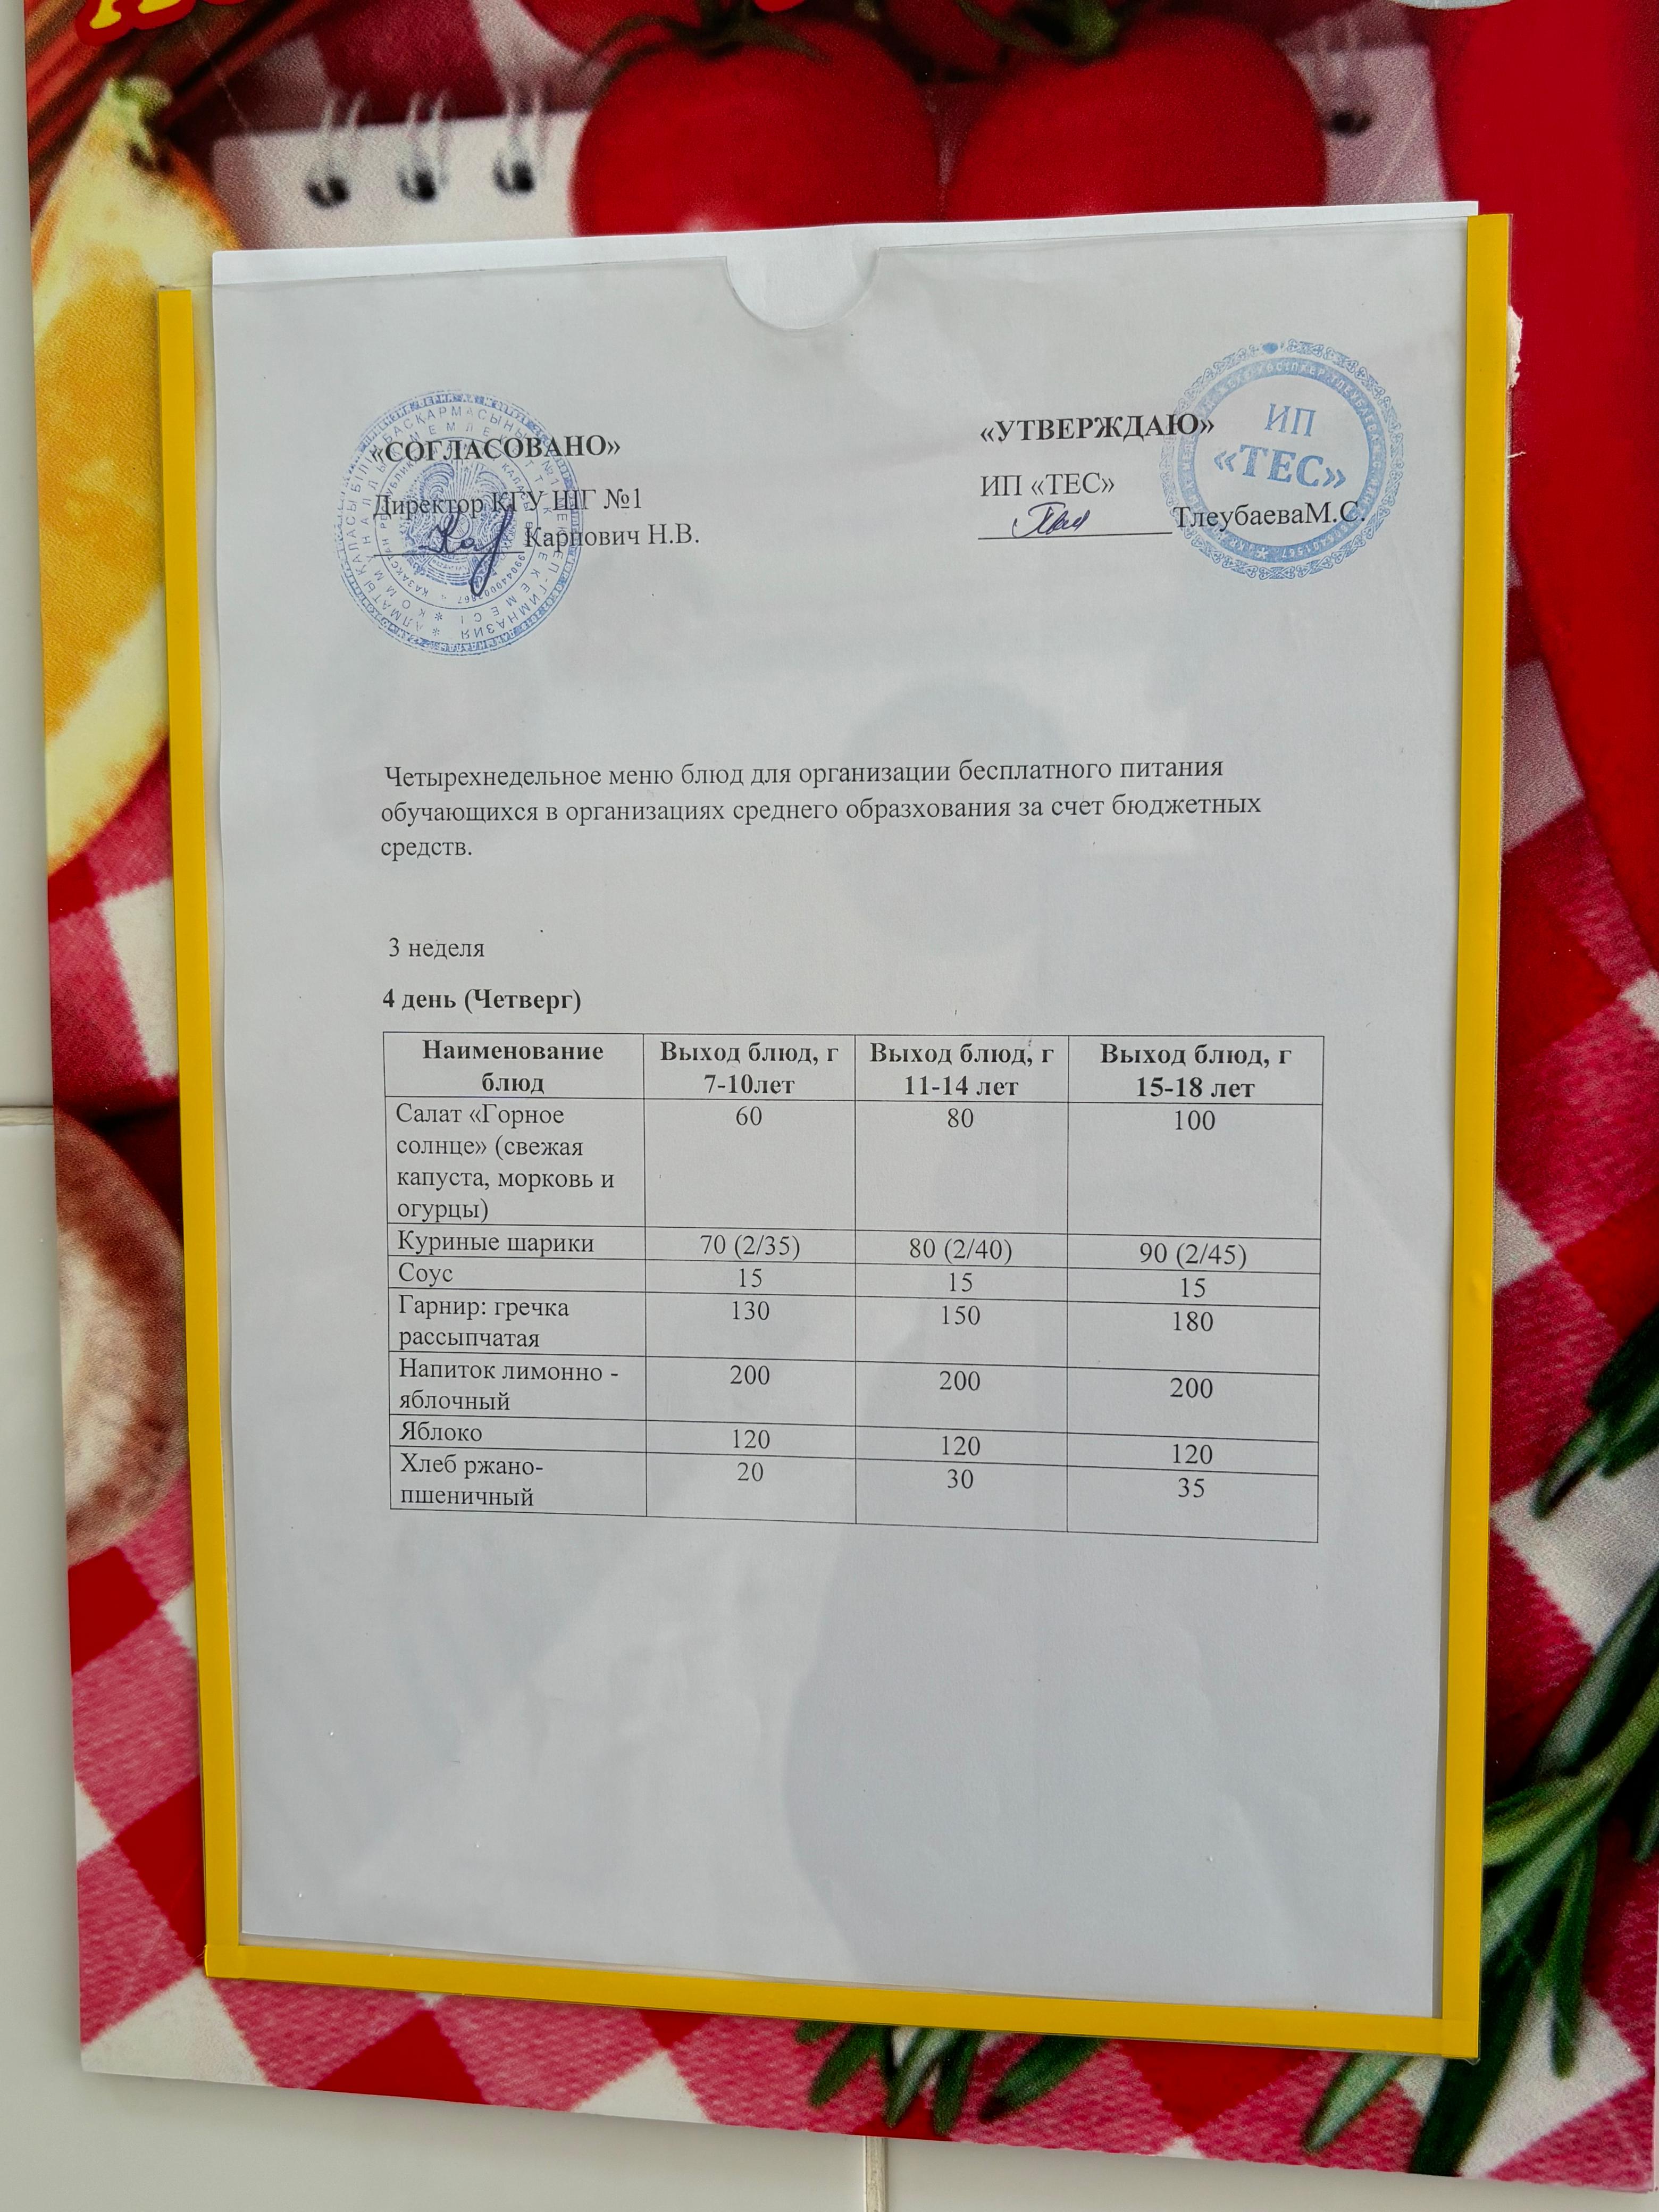 «СОГЛАСОВАНО»
Директор КГУ ШГ №1
Карпович Н.В.
«УТВЕРЖДАЮ»
ИП «ТЕС»
ТлеубаеваМ.С.
ИП
«ТЕС»
Четырехнедельное меню блюд для организации бесплатного питания
обучающихся в организациях среднего образхования за счет бюджетных
средств.
3 неделя
4 день (Четверг)
Наименование блюд Выход блюд, г 7-10лет Выход блюд, г 11-14 лет Выход блюд, г 15-18 лет
Салат «Горное 60 80 100
солнце» (свежая
капуста, морковь и
огурцы)
Куриные шарики 70 (2/35) 80 (2/40) 90 (2/45)
Соус 15 15 15
Гарнир: гречка 130 150 180
рассыпчатая
Напиток лимонно - 200 200 200
яблочный
Яблоко 120 120 120
Хлеб ржано- 20 30 35
пшеничный